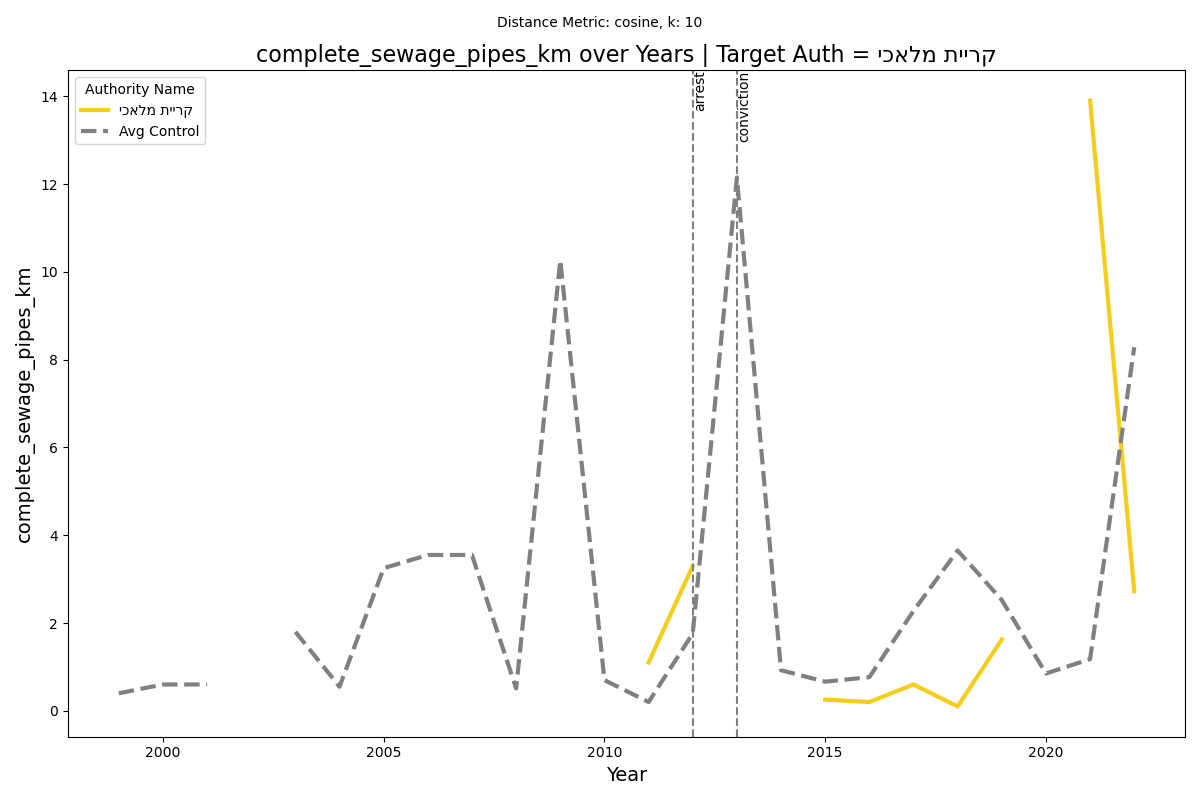 Distance Metric: cosine, k: 10
complete_sewage_pipes_km over Years | Target Auth = קריית מלאכי
Authority Name
קריית מלאכי
Avg Control
arrest
conviction
complete_sewage_pipes_km
14
12
10
8
6
4
2
0
2000
2005
2010
2015
2020
Year